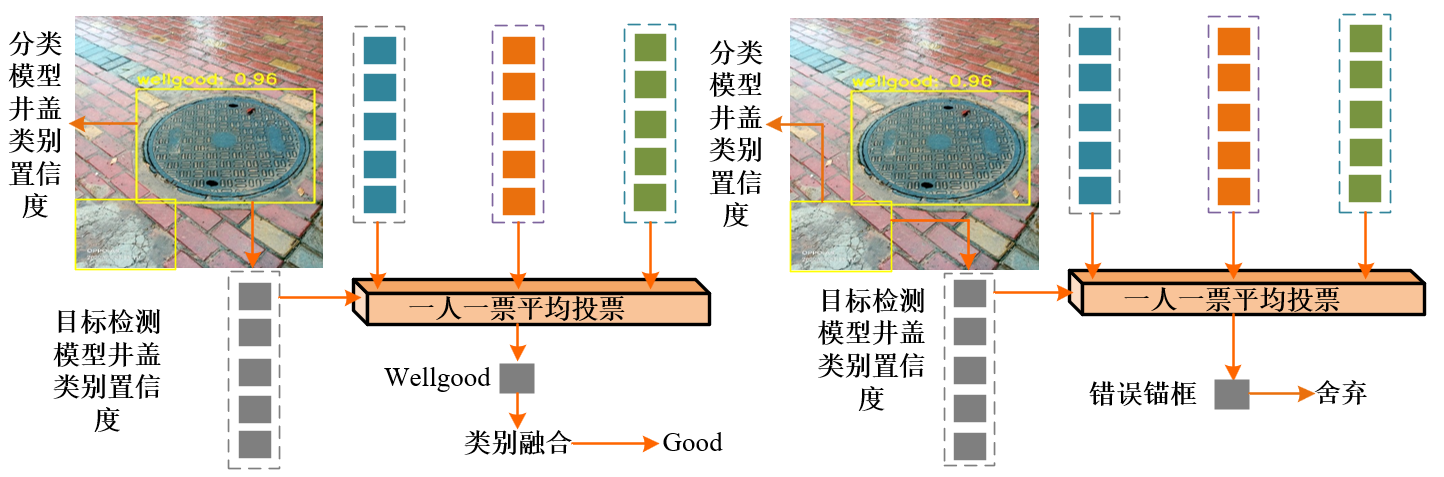 分类
模型
井盖
类别
置信
度
wellgood: 0.96
目标检测
模型井盖
类别置信
度
一人一票平均投票
Wellgood
类别融合
Good
分类
模型
井盖
类别
置信
度
wellgood: 0.96
目标检测
模型井盖
类别置信
度
一人一票平均投票
错误锚框
舍弃